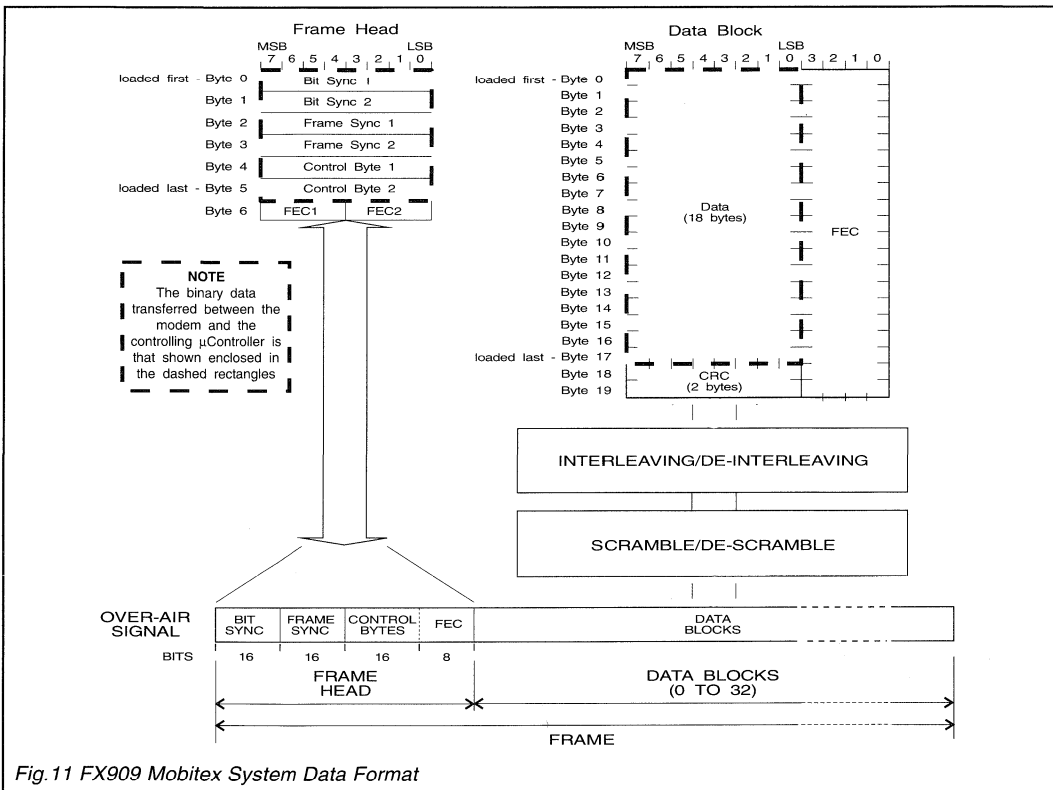 Frame Head
MSB LSB
7 6 5 4 3 2 1 0
loaded first - Byte 0 Bit Sync 1
Byte 1 Bit Sync 2
Byte 2 Frame Sync 1
Byte 3 Frame Sync 2
Byte 4 Control Byte 1
loaded last - Byte 5 Control Byte 2
Byte 6 FEC1 FEC2
NOTE
The binary data
transferred between the
modem and the
controlling µController is
that shown enclosed in
the dashed rectangles
Data Block
MSB LSB
7 6 5 4 3 2 1 0 3 2 1 0
loaded first - Byte 0
Byte 1
Byte 2
Byte 3
Byte 4
Byte 5
Byte 6
Byte 7
Byte 8
Byte 9
Byte 10
Byte 11
Byte 12
Byte 13
Byte 14
Byte 15
Byte 16
loaded last - Byte 17
Byte 18
Byte 19
Data
(18 bytes)
FEC
CRC
(2 bytes)
INTERLEAVING/DE-INTERLEAVING
SCRAMBLE/DE-SCRAMBLE
OVER-AIR
SIGNAL
BIT
SYNC
FRAME
SYNC
CONTROL
BYTES
FEC
DATA
BLOCKS
BITS 16 16 16 8
FRAME
HEAD
DATA BLOCKS
(0 TO 32)
FRAME
Fig.11 FX909 Mobitex System Data Format